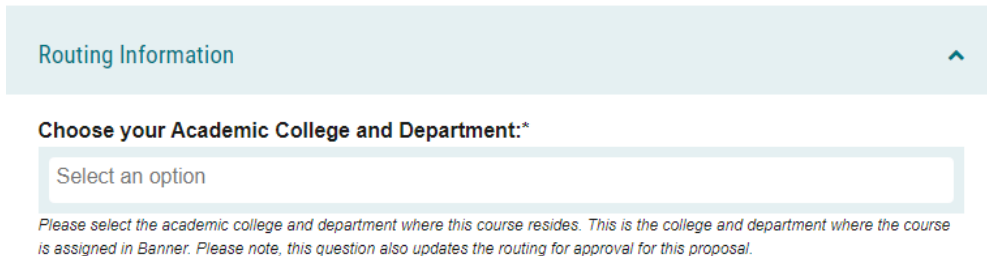 Routing Information
Choose your Academic College and Department:*
Select an option
Please select the academic college and department where this course resides. This is the college and department where the course
is assigned in Banner. Please note, this question also updates the routing for approval for this proposal.